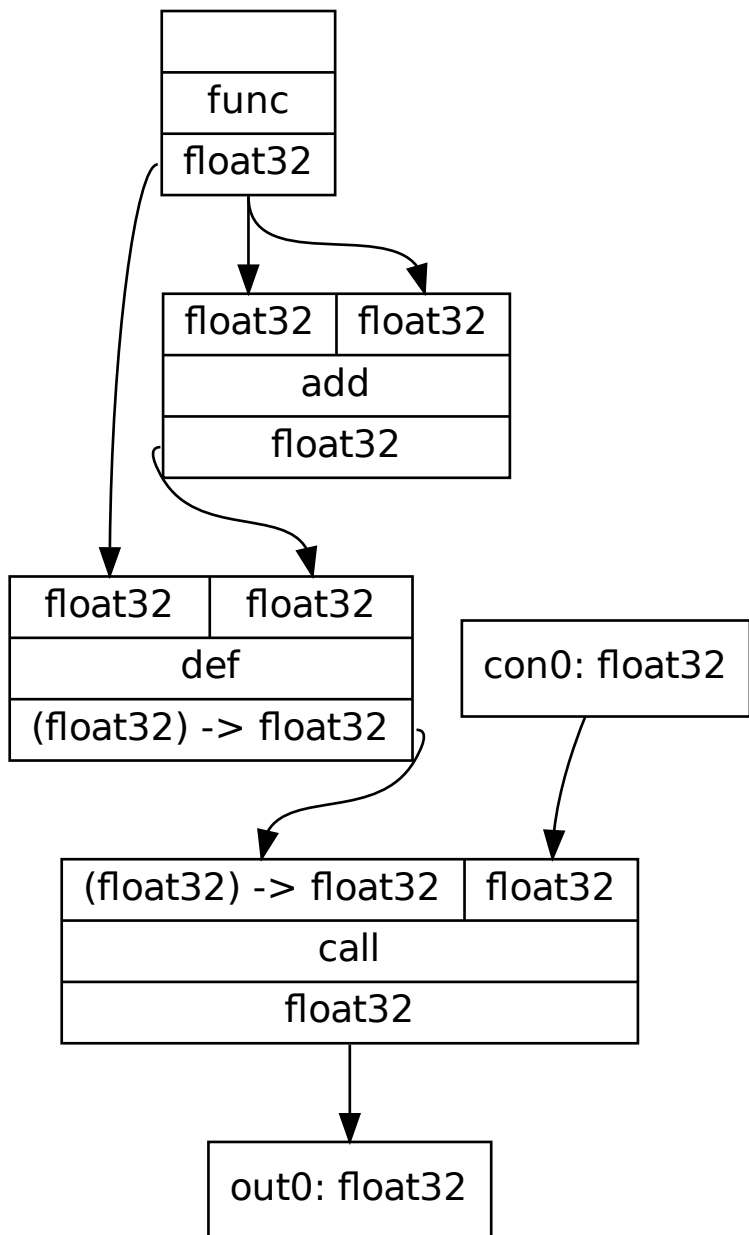 func
float32
float32 float32
add
float32
float32 float32
def
(float32) -> float32
con0: float32
(float32) -> float32 float32
call
float32
out0: float32